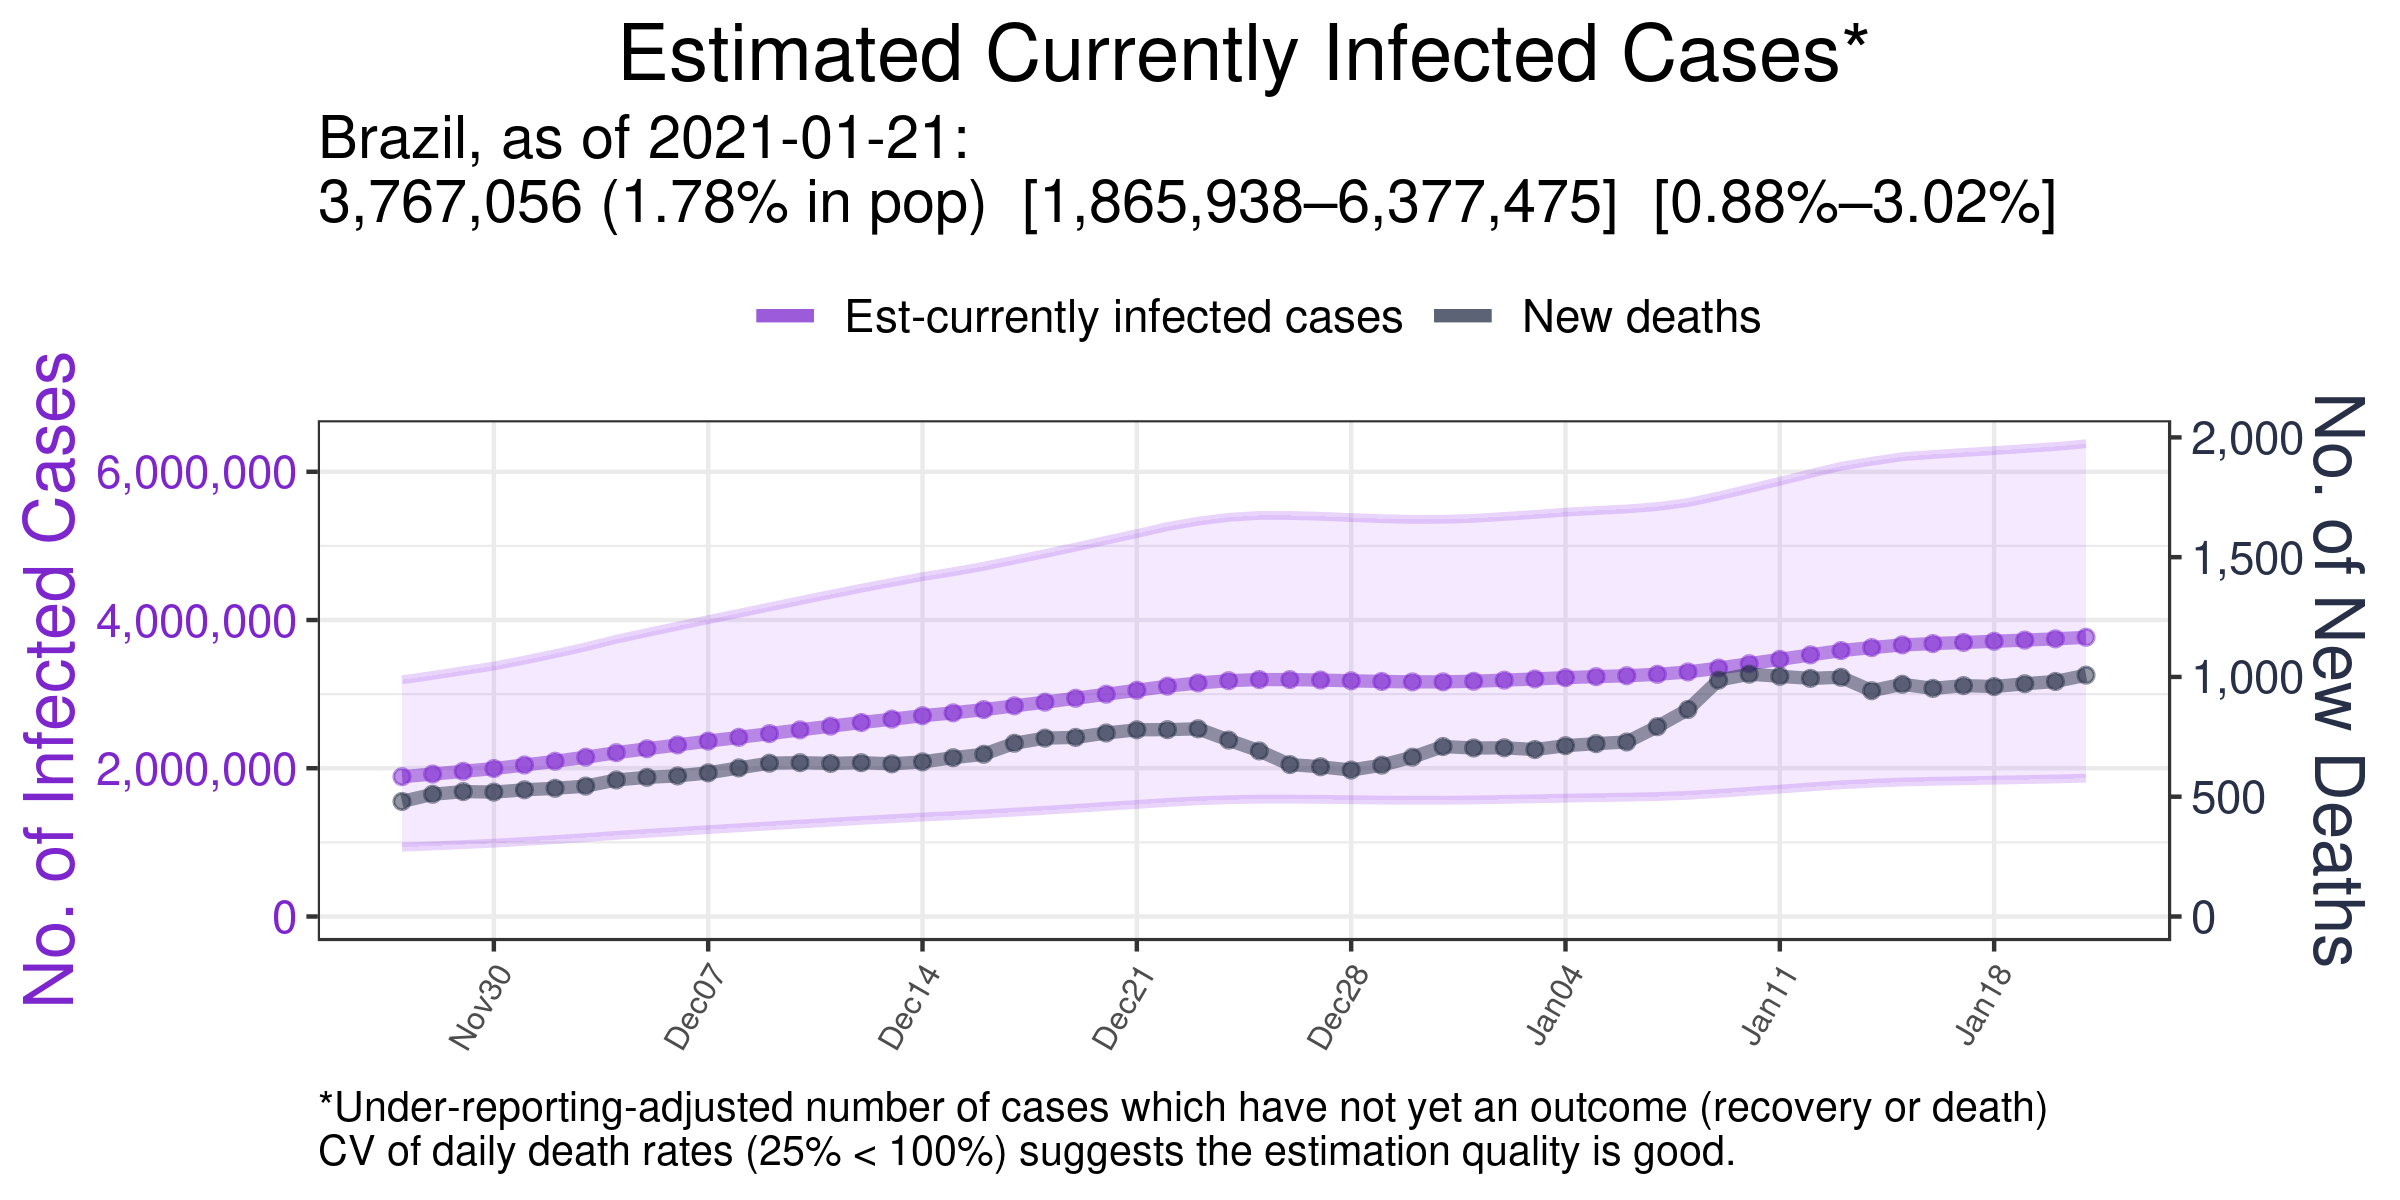 Estimated Currently Infected Cases*
Brazil, as of 2021-01-21:
3,767,056 (1.78% in pop)  [1,865,938–6,377,475]  [0.88%–3.02%]
Est-currently infected cases
New deaths
No. of Infected Cases
6,000,000
4,000,000
2,000,000
0
2,000
1,500
1,000
500
0
No. of New Deaths
Nov30
Dec07
Dec14
Dec21
Dec28
Jan04
Jan11
Jan18
*Under-reporting-adjusted number of cases which have not yet an outcome (recovery or death)
CV of daily death rates (25% < 100%) suggests the estimation quality is good.